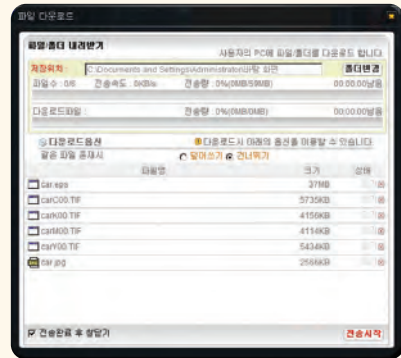 파일 다운로드
파일/폴더 내려받기
사용자의 PC에 파일/폴더를 다운로드 합니다
저장위치 : C:\Documents and Settings\Administrator\바탕 화면 폴더변경
파일수 : 0/6 전송속도 : 0KB/s 전송량 : 0%(0MB/59MB) 00:00:00남음
다운로드파일 : 전송량 : 0%(0MB/0MB) 00:00:00남음
다운로드옵션 다운로드시 아래의 옵션을 이용할 수 있습니다
같은 파일 존재시 덮어쓰기 건너뛰기
파일명 크기 상태
car.eps 37MB
carC00.TIF 5735KB
carK00.TIF 4156KB
carM00.TIF 4114KB
carY00.TIF 5434KB
car.jpg 2566KB
전송완료 후 창닫기 전송시작